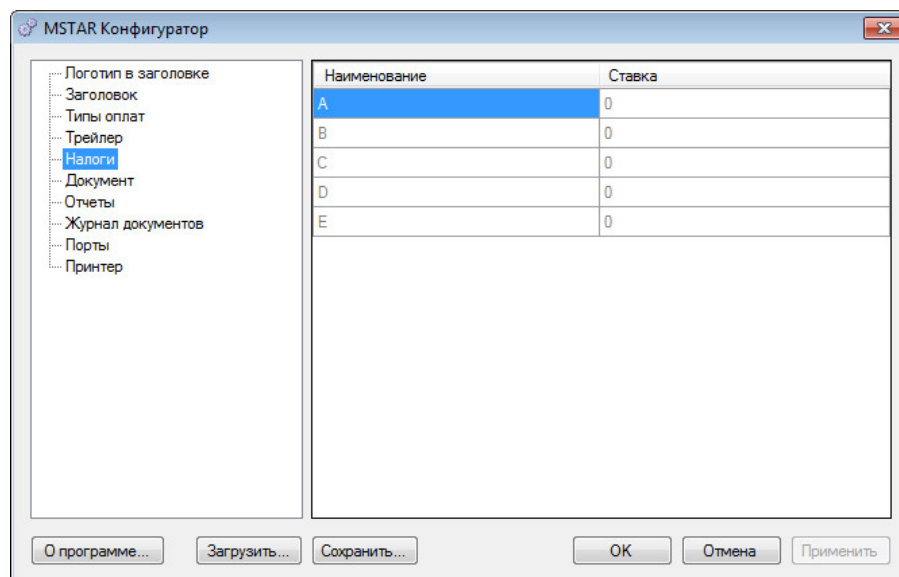 MSTAR Конфигуратор
Логотип в заголовке
Заголовок
Типы оплат
Трейлер
Налоги
Документ
Отчеты
Журнал документов
Порты
Принтер
Наименование Ставка
A 0
B 0
C 0
D 0
E 0
О программе... Загрузить... Сохранить... OK Отмена Применить